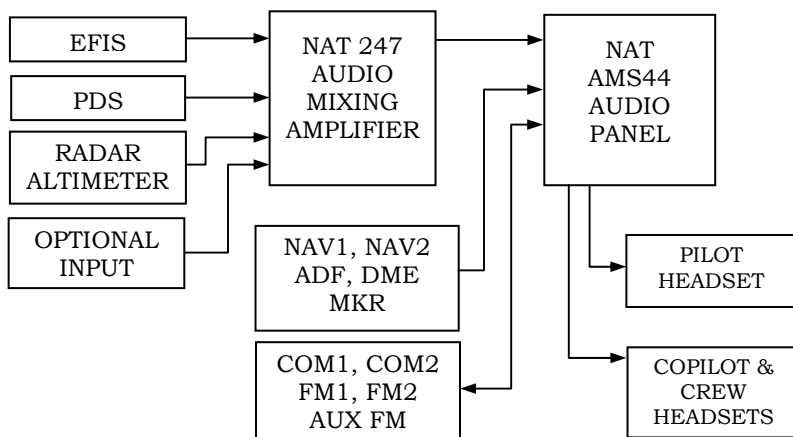 EFIS
PDS
RADAR
ALTIMETER
OPTIONAL
INPUT
NAT 247
AUDIO
MIXING
AMPLIFIER
NAT
AMS44
AUDIO
PANEL
NAV1, NAV2
ADF, DME
MKR
COM1, COM2
FM1, FM2
AUX FM
PILOT
HEADSET
COPILOT &
CREW
HEADSETS